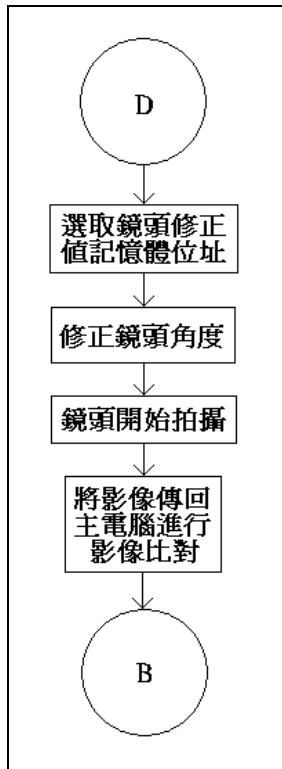 D
選取鏡頭修正
值記憶體位址
修正鏡頭角度
鏡頭開始拍攝
將影像傳回
主電腦進行
影像比對
B